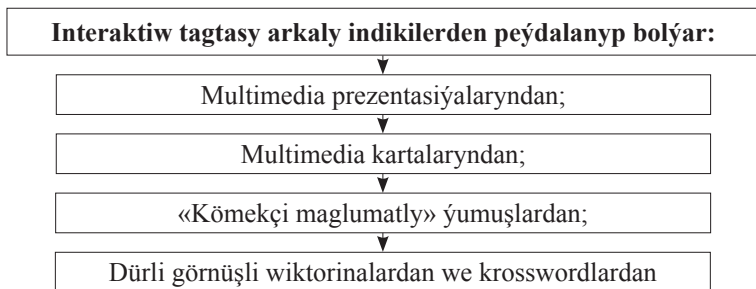 Interaktiw tagtasy arkaly indikilerden peýdalanyp bolýar:
Multimedia prezentasiýalaryndan;
Multimedia kartalaryndan;
«Kömekçi maglumatly» ýumuşlardan;
Dürli görnüşli wiktorinalardan we krosswordlardan